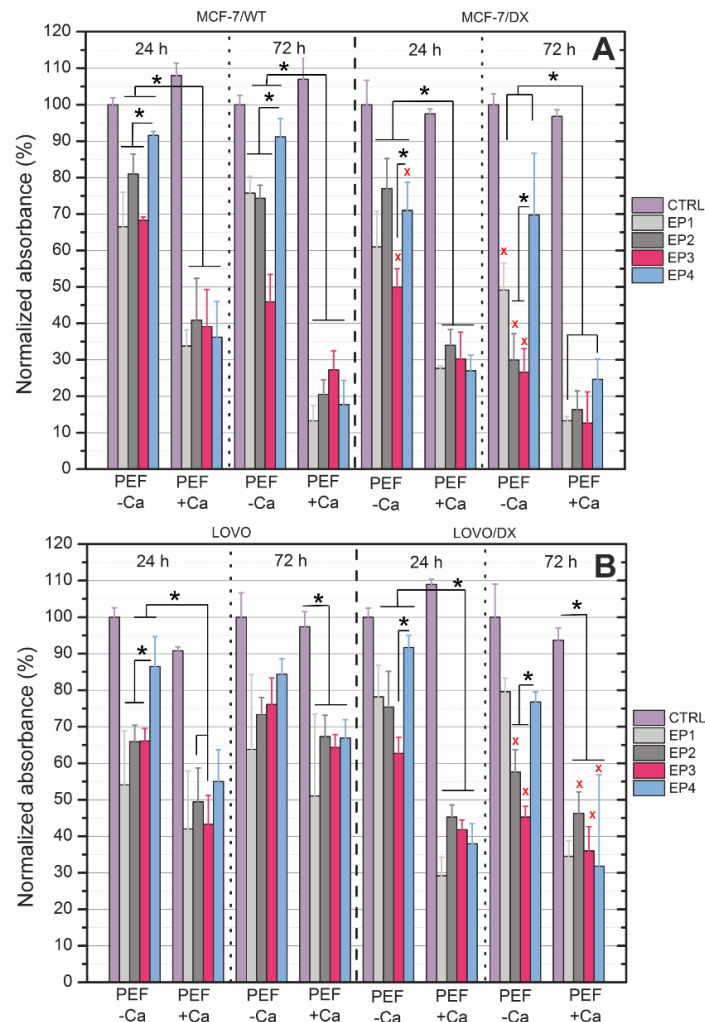 MCF-7/WT MCF-7/DX
A
24 h 72 h 24 h 72 h
* * * *
* * * *
x x x x x
Normalized absorbance (%)
120
110
100
90
80
70
60
50
40
30
20
10
0
CTRL
EP1
EP2
EP3
EP4
PEF PEF PEF PEF PEF PEF PEF PEF
-Ca +Ca -Ca +Ca -Ca +Ca -Ca +Ca
LOVO LOVO/DX
B
24 h 72 h 24 h 72 h
* * * *
* * *
x x x x x
Normalized absorbance (%)
120
110
100
90
80
70
60
50
40
30
20
10
0
CTRL
EP1
EP2
EP3
EP4
PEF PEF PEF PEF PEF PEF PEF PEF
-Ca +Ca -Ca +Ca -Ca +Ca -Ca +Ca